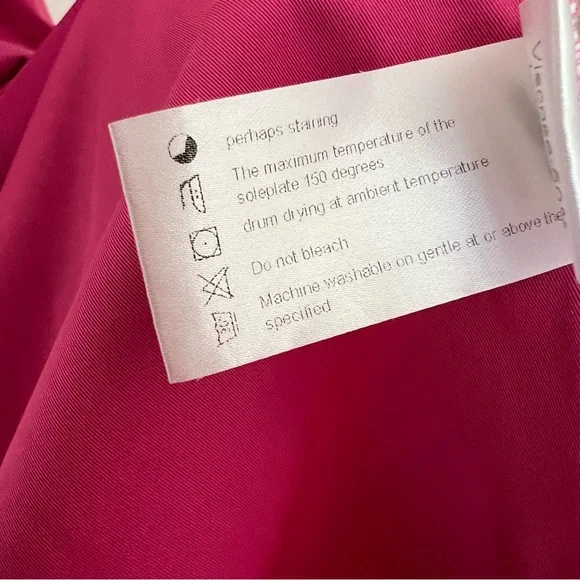 perhaps staining
The maximum temperature of the
soleplate 150 degrees
drum drying at ambient temperature
Do not bleach
Machine washable on gentle at or above the
specified